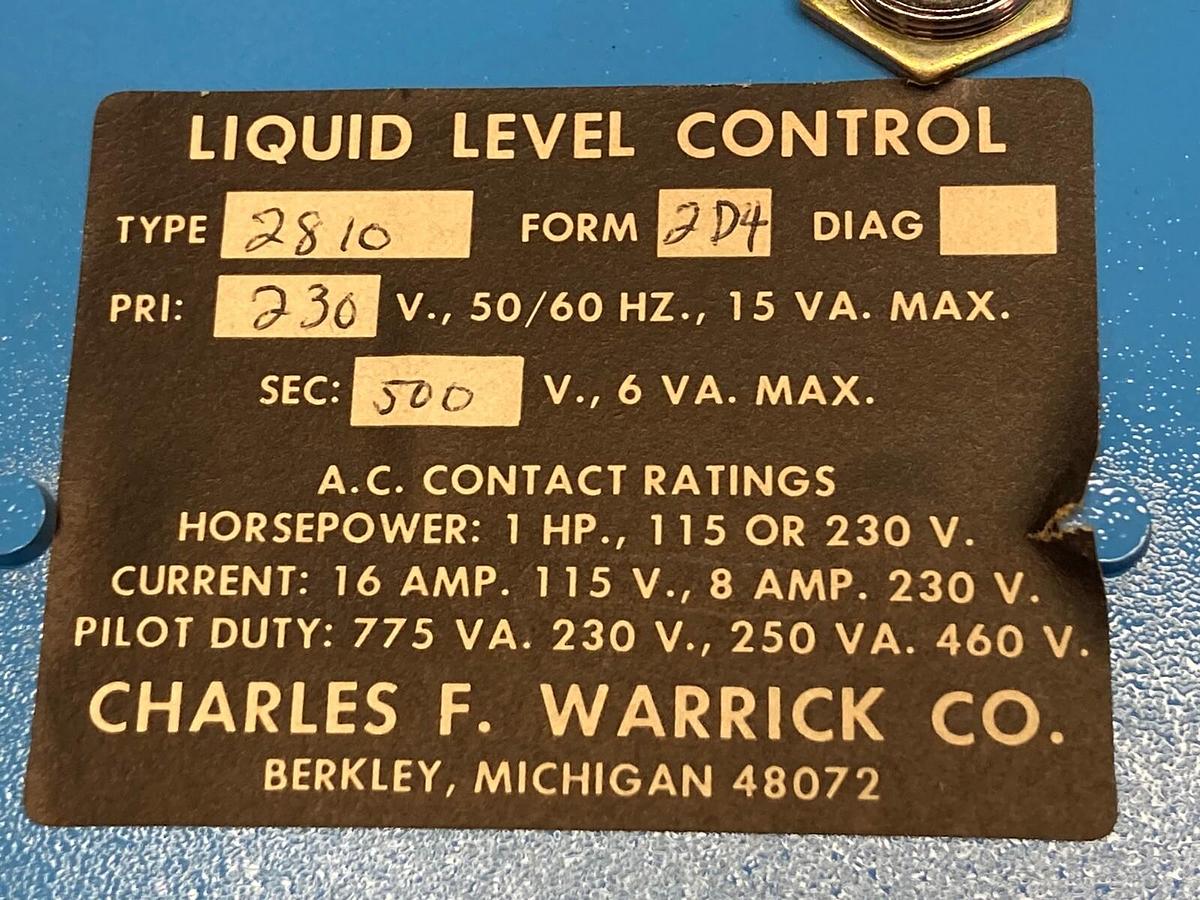 LIQUID LEVEL CONTROL
TYPE 2810 FORM 2D4 DIAG
PRI: 230 V., 50/60 HZ., 15 VA. MAX.
SEC: 500 V., 6 VA. MAX.
A.C. CONTACT RATINGS
HORSEPOWER: 1 HP., 115 OR 230 V.
CURRENT: 16 AMP. 115 V., 8 AMP. 230 V.
PILOT DUTY: 775 VA. 230 V., 250 VA. 460 V.
CHARLES F. WARRICK CO.
BERKLEY, MICHIGAN 48072